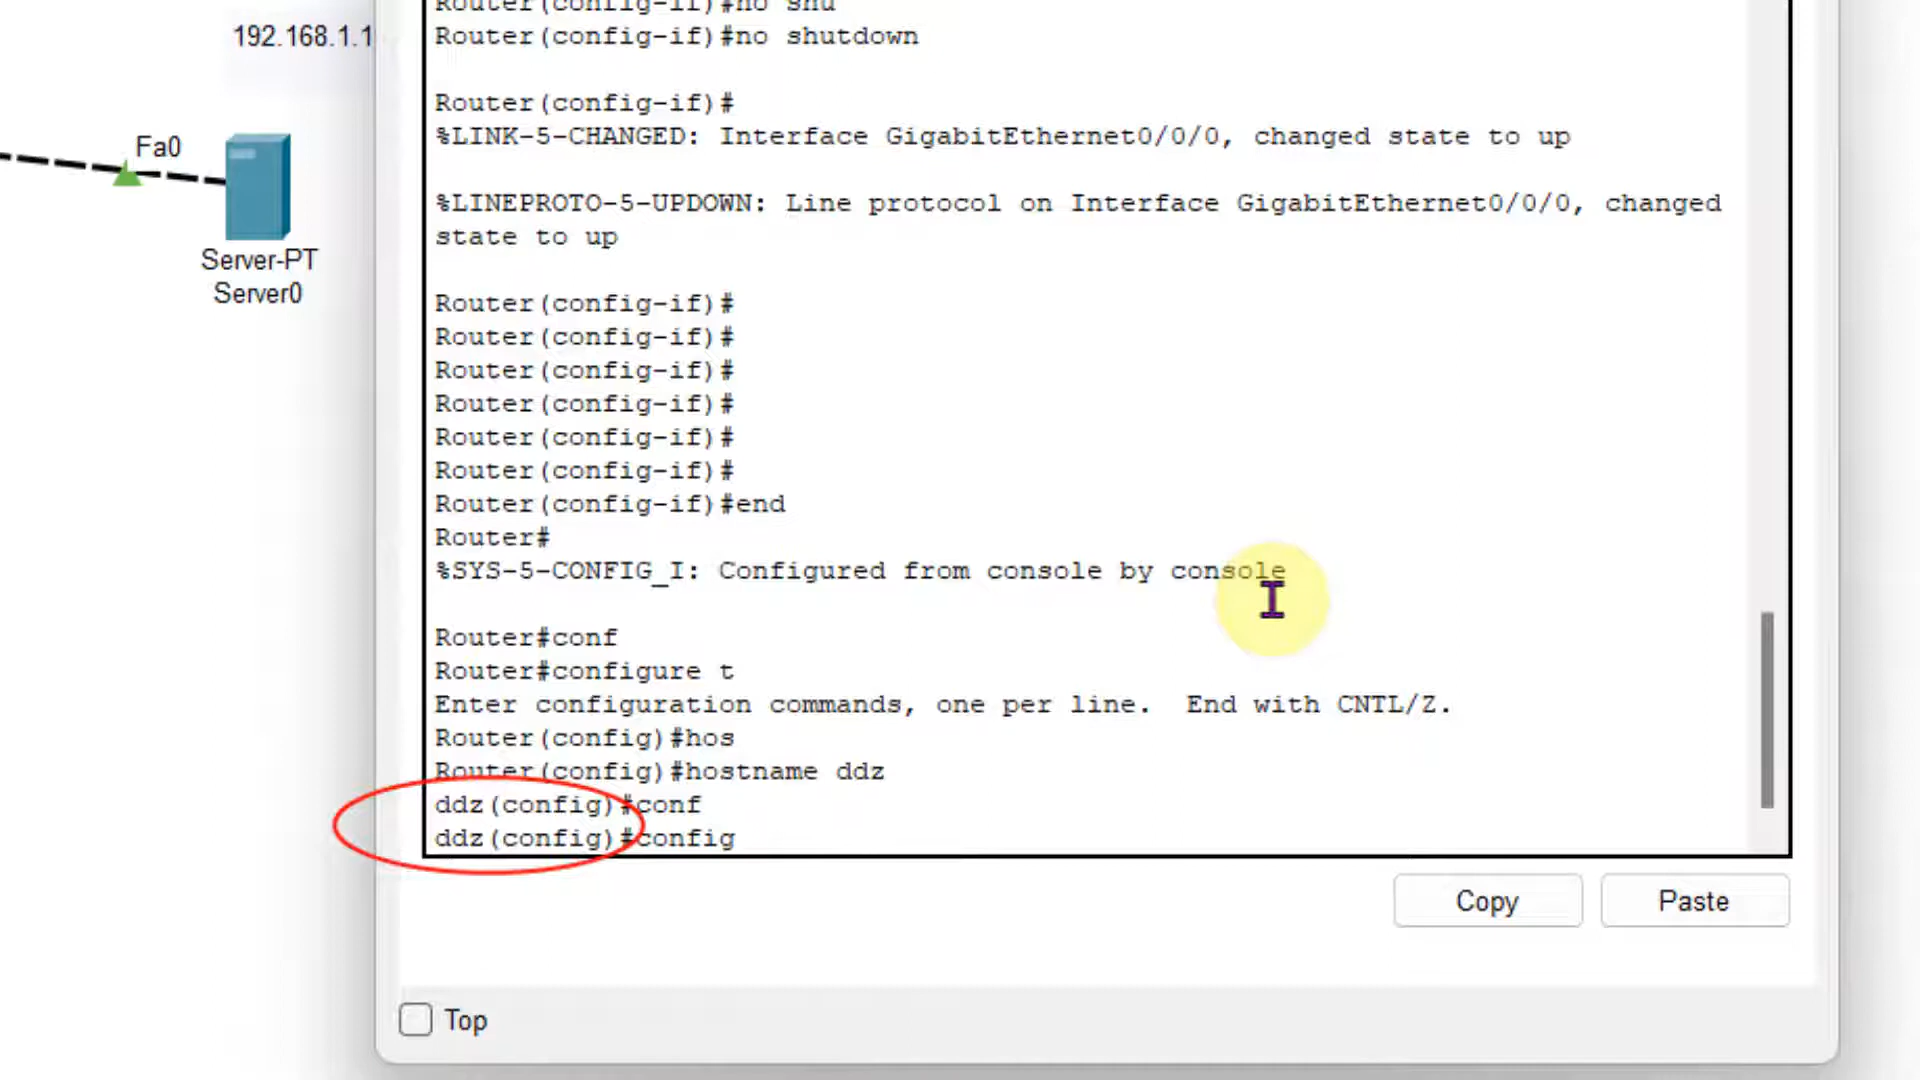 192.168.1.1
Fa0
Server-PT
Server0
Router(config-if)#no shu
Router(config-if)#no shutdown
Router(config-if)#
%LINK-5-CHANGED: Interface GigabitEthernet0/0/0, changed state to up
%LINEPROTO-5-UPDOWN: Line protocol on Interface GigabitEthernet0/0/0, changed
state to up
Router(config-if)#
Router(config-if)#
Router(config-if)#
Router(config-if)#
Router(config-if)#
Router(config-if)#
Router(config-if)#end
Router#
%SYS-5-CONFIG_I: Configured from console by console
Router#conf
Router#configure t
Enter configuration commands, one per line.  End with CNTL/Z.
Router(config)#hos
Router(config)#hostname ddz
ddz(config)#conf
ddz(config)#config
Copy
Paste
Top